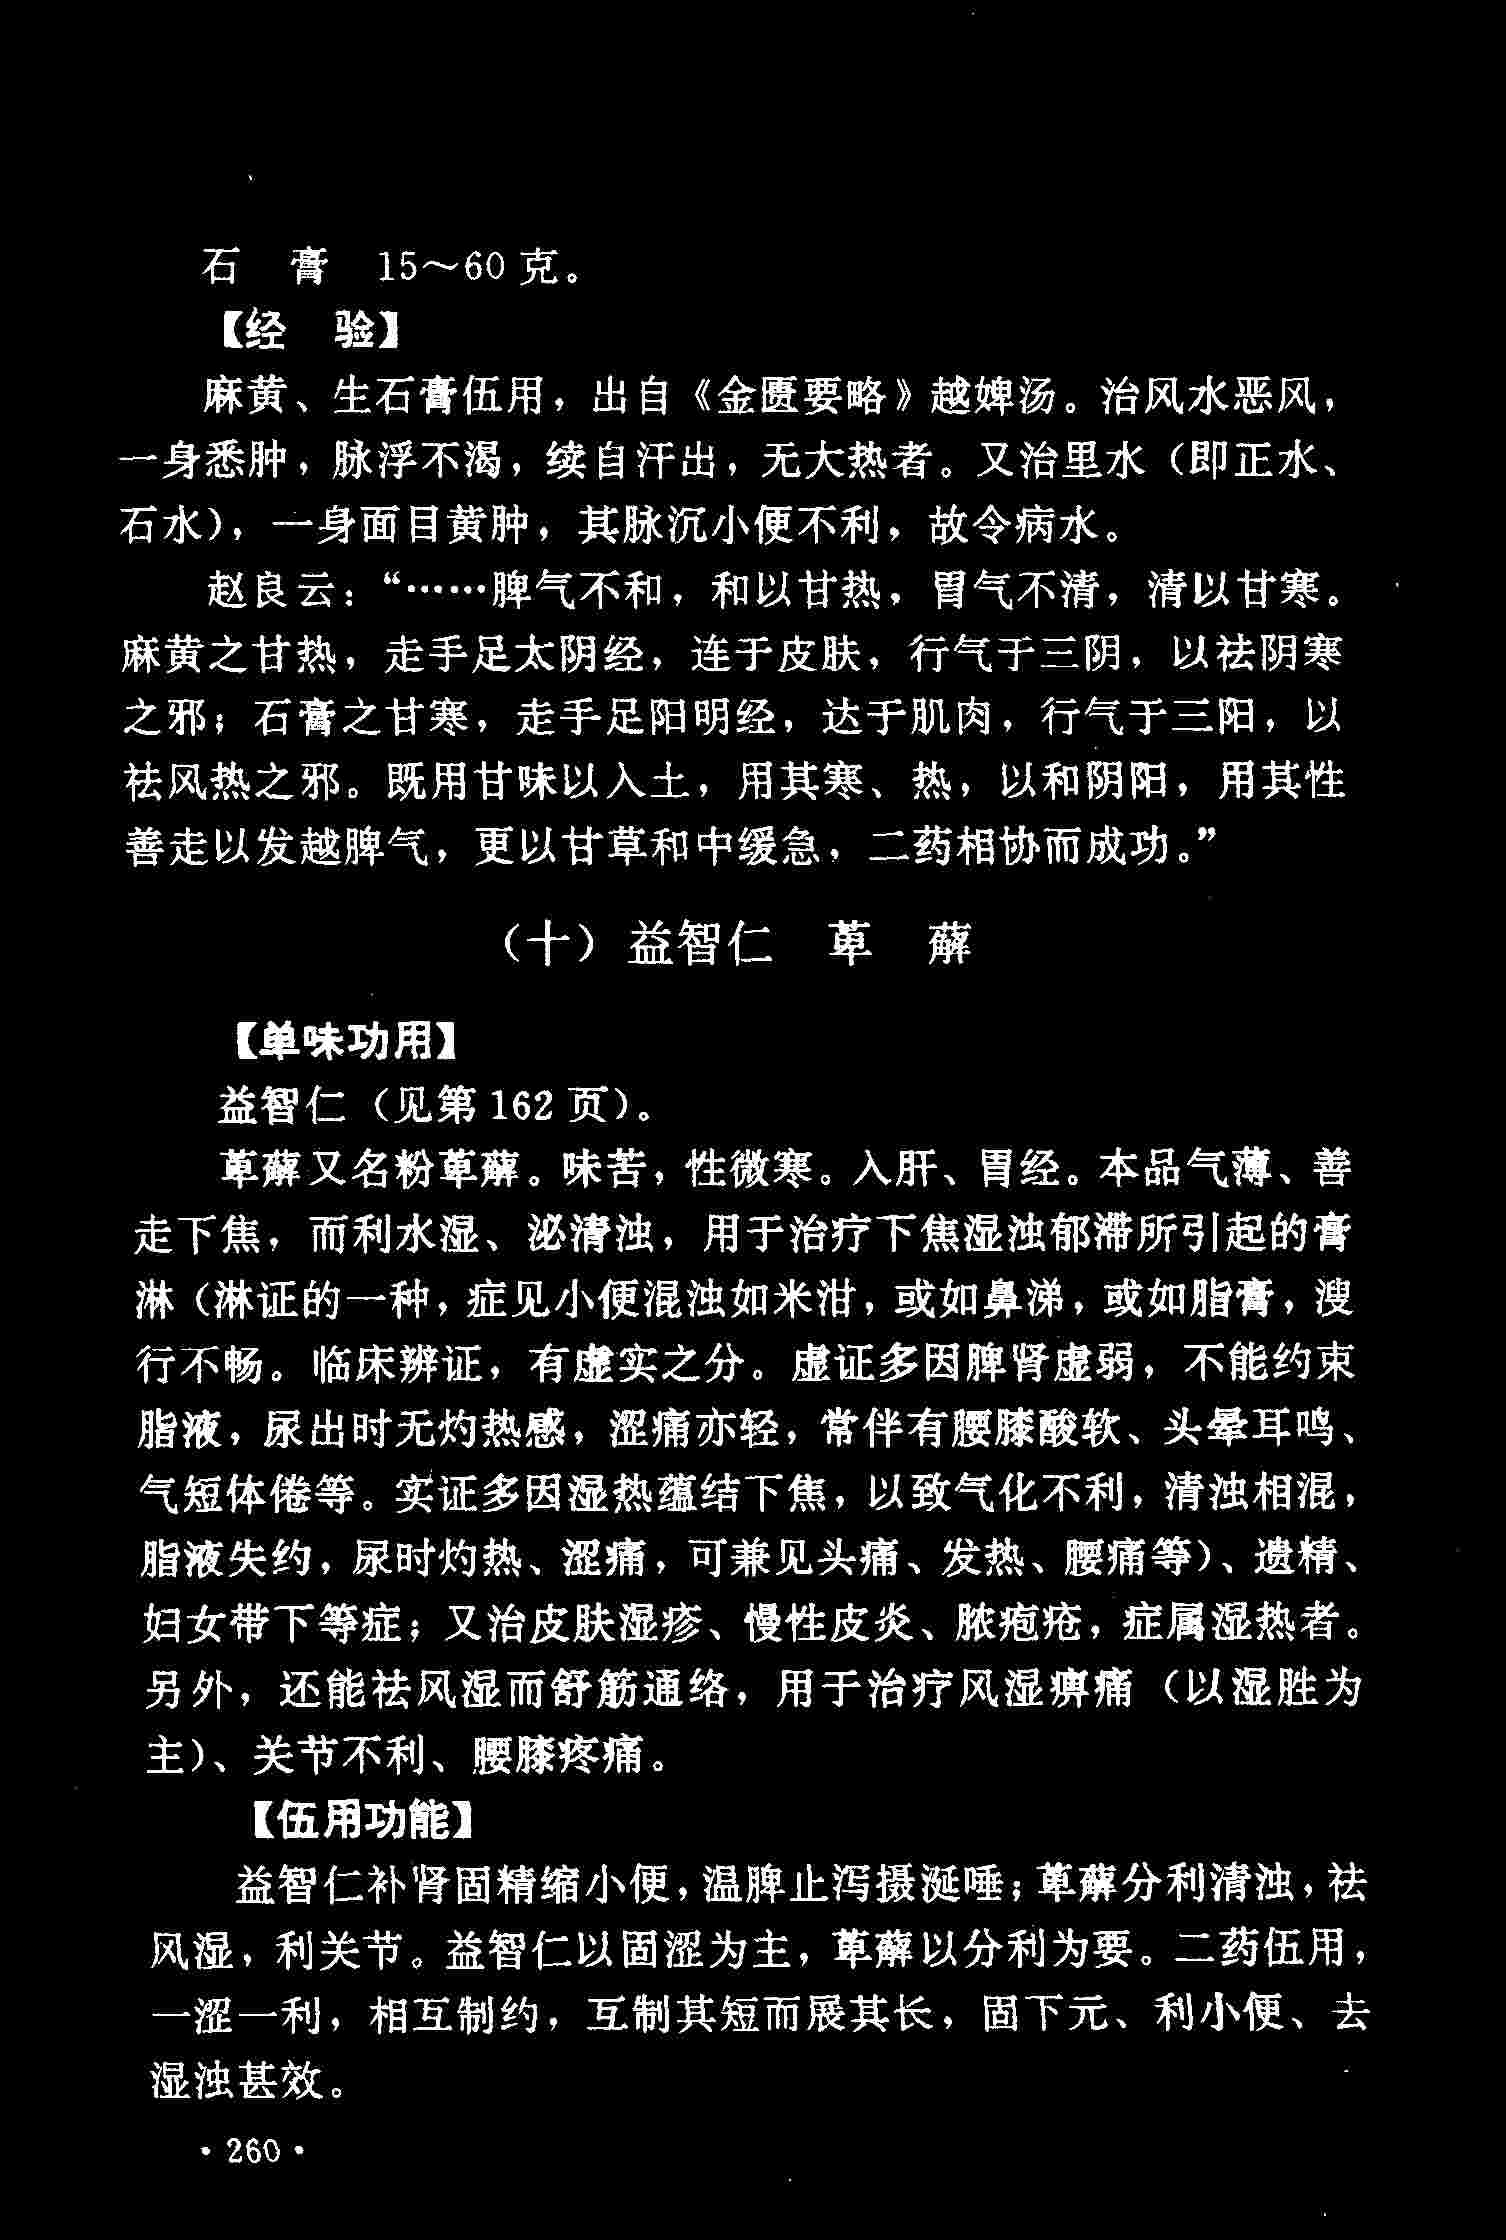 石　膏　15～60 克。
【经　验】
麻黄、生石膏伍用，出自《金匮要略》越婢汤。治风水恶风，
一身悉肿，脉浮不渴，续自汗出，无大热者。又治里水（即正水、
石水），一身面目黄肿，其脉沉小便不利，故令病水。
赵良云：“……脾气不和，和以甘热，胃气不清，清以甘寒。
麻黄之甘热，走手足太阴经，连于皮肤，行气于三阴，以祛阴寒
之邪；石膏之甘寒，走手足阳明经，达于肌肉，行气于三阳，以
祛风热之邪。既用甘味以入土，用其寒、热，以和阴阳，用其性
善走以发越脾气，更以甘草和中缓急，二药相协而成功。”
（十）益智仁　萆　薢
【单味功用】
益智仁（见第 162 页）。
萆薢又名粉萆薢。味苦，性微寒。入肝、胃经。本品气薄、善
走下焦，而利水湿、泌清浊，用于治疗下焦湿浊郁滞所引起的膏
淋（淋证的一种，症见小便混浊如米泔，或如鼻涕，或如脂膏，溲
行不畅。临床辨证，有虚实之分。虚证多因脾肾虚弱，不能约束
脂液，尿出时无灼热感，涩痛亦轻，常伴有腰膝酸软、头晕耳鸣、
气短体倦等。实证多因湿热蕴结下焦，以致气化不利，清浊相混，
脂液失约，尿时灼热、涩痛，可兼见头痛、发热、腰痛等）、遗精、
妇女带下等症；又治皮肤湿疹、慢性皮炎、脓疱疮，症属湿热者。
另外，还能祛风湿而舒筋通络，用于治疗风湿痹痛（以湿胜为
主）、关节不利、腰膝疼痛。
【伍用功能】
益智仁补肾固精缩小便，温脾止泻摄涎唾；萆薢分利清浊，祛
风湿，利关节。益智仁以固涩为主，萆薢以分利为要。二药伍用，
一涩一利，相互制约，互制其短而展其长，固下元、利小便、去
湿浊甚效。
· 260 ·